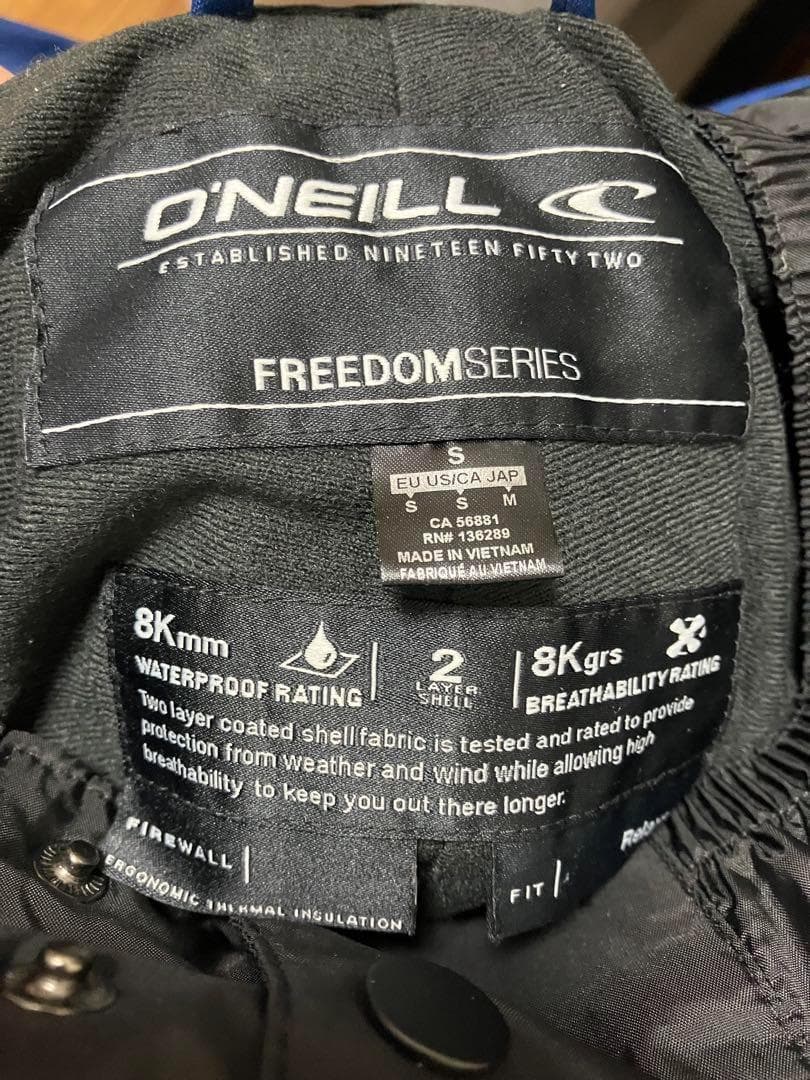 O'NEILL
ESTABLISHED NINETEEN FIFTY TWO
FREEDOMSERIES
S
EU US/CA JAP
S S M
CA 56881
RN# 136289
MADE IN VIETNAM
FABRIQUÉ AU VIETNAM
8Kmm
WATERPROOF RATING
2
LAYER
SHELL
8Kgrs
BREATHABILITY RATING
Two layer coated shell fabric is tested and rated to provide
protection from weather and wind while allowing high
breathability to keep you out there longer.
FIREWALL
ERGONOMIC THERMAL INSULATION
FIT